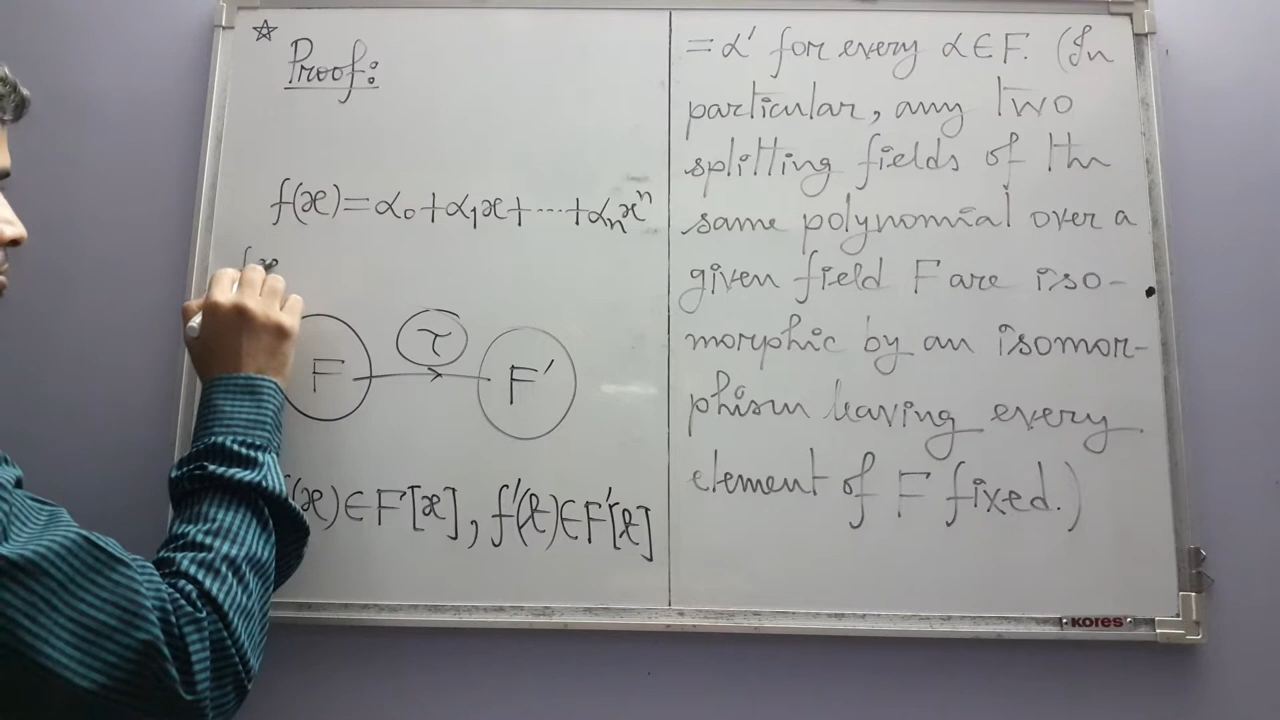 ☆
Proof:
f(x)=α₀+α₁x+⋯+αₙxⁿ
F τ F′
(x)∈F[x], f′(t)∈F′[t]
=α′ for every α∈F. (In
particular, any two
splitting fields of the
same polynomial over a
given field F are iso-
morphic by an isomor-
phism leaving every
element of F fixed.)
KORES